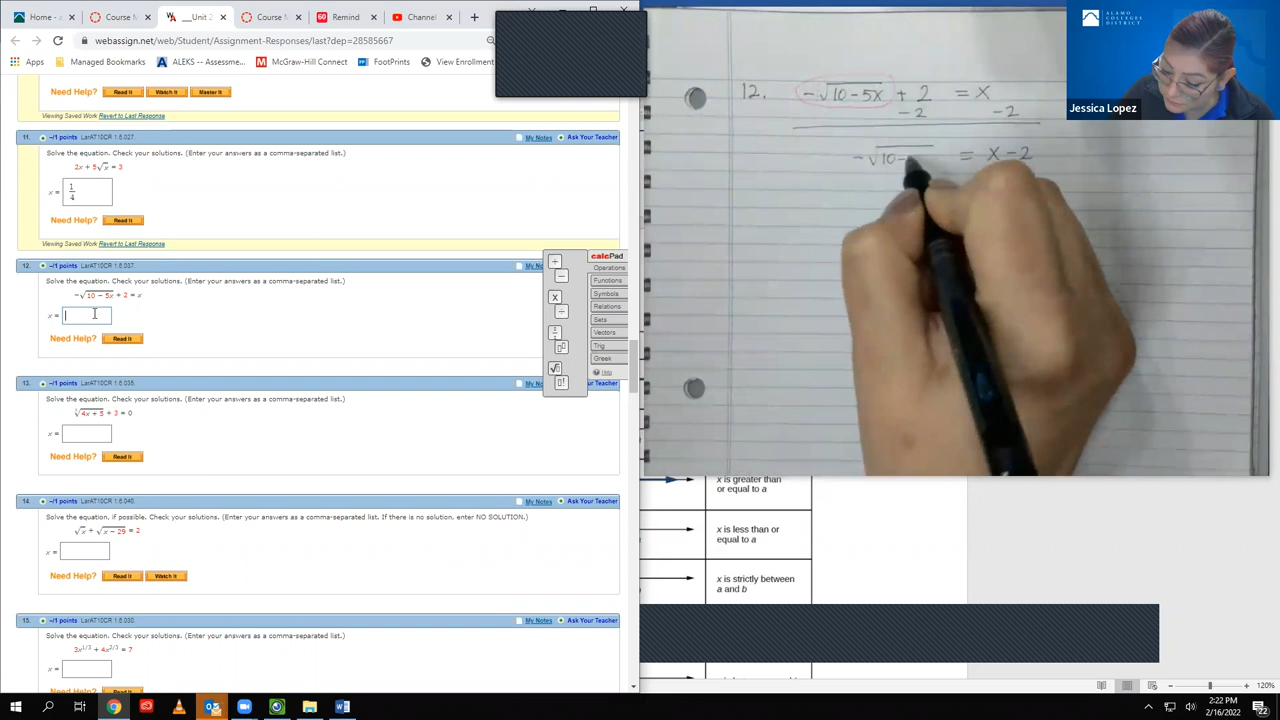 Home -
Course M
__Unit 2
Course M
Remind
Channel
webassign.net/web/Student/Assignment-Responses/last?dep=28585667
Apps
Managed Bookmarks
ALEKS -- Assessme...
McGraw-Hill Connect
FootPrints
View Enrollment
Need Help? Read It Watch It Master It
Viewing Saved Work Revert to Last Response
11. –/1 points LarAT10CR 1.6.027. My Notes Ask Your Teacher
Solve the equation. Check your solutions. (Enter your answers as a comma-separated list.)
2x + 5√x = 3
x = 1/4
Need Help? Read It
Viewing Saved Work Revert to Last Response
12. –/1 points LarAT10CR 1.6.037. My Not
Solve the equation. Check your solutions. (Enter your answers as a comma-separated list.)
−√10 − 5x + 2 = x
x =
Need Help? Read It
calcPad
Operations
Functions
Symbols
Relations
Sets
Vectors
Trig
Greek
Help
13. –/1 points LarAT10CR 1.6.035. ur Teacher
Solve the equation. Check your solutions. (Enter your answers as a comma-separated list.)
4x + 5 + 3 = 0
x =
Need Help? Read It
14. –/1 points LarAT10CR 1.6.040. My Notes Ask Your Teacher
Solve the equation, if possible. Check your solutions. (Enter your answers as a comma-separated list. If there is no solution, enter NO SOLUTION.)
√x + √x − 29 = 2
x =
Need Help? Read It Watch It
15. –/1 points LarAT10CR 1.6.030. My Notes Ask Your Teacher
Solve the equation. Check your solutions. (Enter your answers as a comma-separated list.)
3x^1/3 + 4x^2/3 = 7
x =
Need Help? Read It
12. -√10-5x + 2 = x
-2 -2
-√10- = x-2
ALAMO
COLLEGES
DISTRICT
Jessica Lopez
x is greater than
or equal to a
x is less than or
equal to a
x is strictly between
a and b
120%
2:22 PM
2/16/2022
22